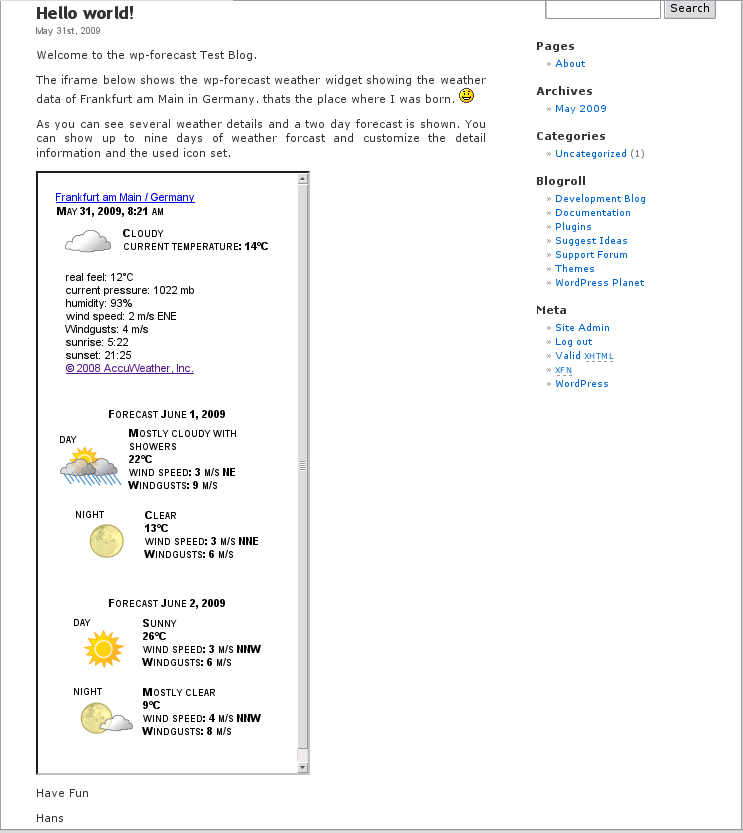 Hello world!
May 31st, 2009
Welcome to the wp-forecast Test Blog.
The iframe below shows the wp-forecast weather widget showing the weather
data of Frankfurt am Main in Germany. thats the place where I was born.
As you can see several weather details and a two day forecast is shown. You
can show up to nine days of weather forcast and customize the detail
information and the used icon set.
Frankfurt am Main / Germany
May 31, 2009, 8:21 am
Cloudy
current temperature: 14°C
real feel: 12°C
current pressure: 1022 mb
humidity: 93%
wind speed: 2 m/s ENE
Windgusts: 4 m/s
sunrise: 5:22
sunset: 21:25
© 2008 AccuWeather, Inc.
Forecast June 1, 2009
day
Mostly cloudy with
showers
22°C
wind speed: 3 m/s NE
Windgusts: 9 m/s
night
Clear
13°C
wind speed: 3 m/s NNE
Windgusts: 6 m/s
Forecast June 2, 2009
day
Sunny
26°C
wind speed: 3 m/s NNW
Windgusts: 6 m/s
night
Mostly clear
9°C
wind speed: 4 m/s NNW
Windgusts: 8 m/s
Have Fun
Hans
Search
Pages
» About
Archives
» May 2009
Categories
» Uncategorized (1)
Blogroll
» Development Blog
» Documentation
» Plugins
» Suggest Ideas
» Support Forum
» Themes
» WordPress Planet
Meta
» Site Admin
» Log out
» Valid XHTML
» XFN
» WordPress